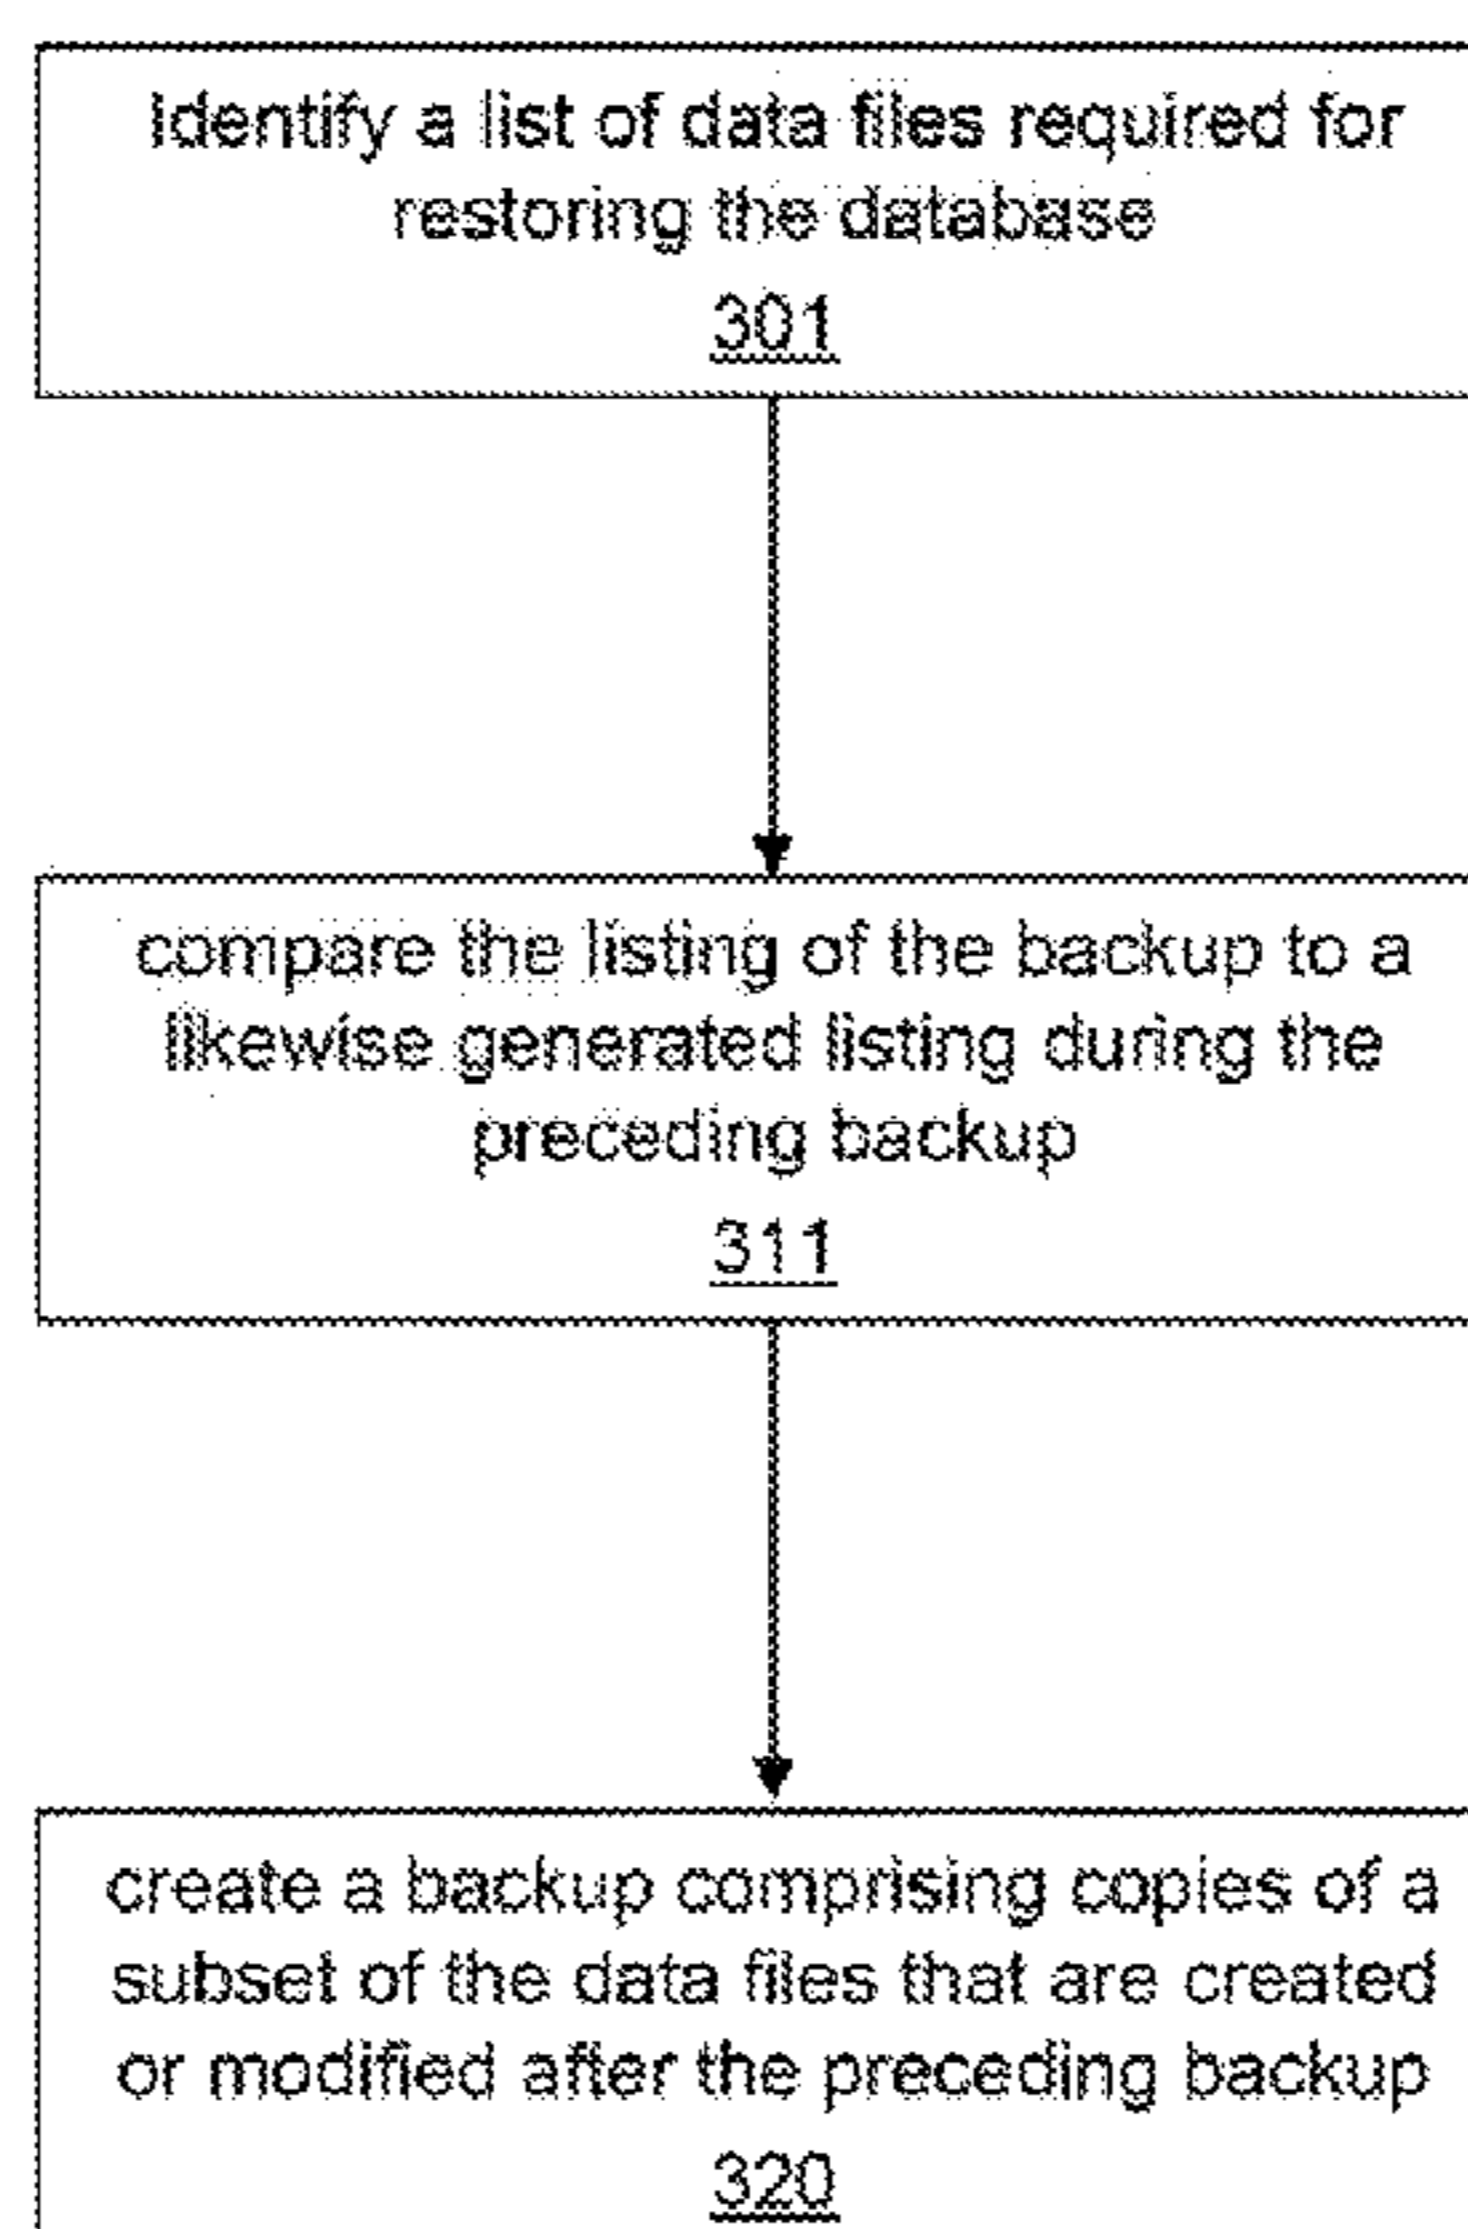 identify a list of data files required for
restoring the database
301
compare the listing of the backup to a
likewise generated listing during the
preceding backup
311
create a backup comprising copies of a
subset of the data files that are created
or modified after the preceding backup
320